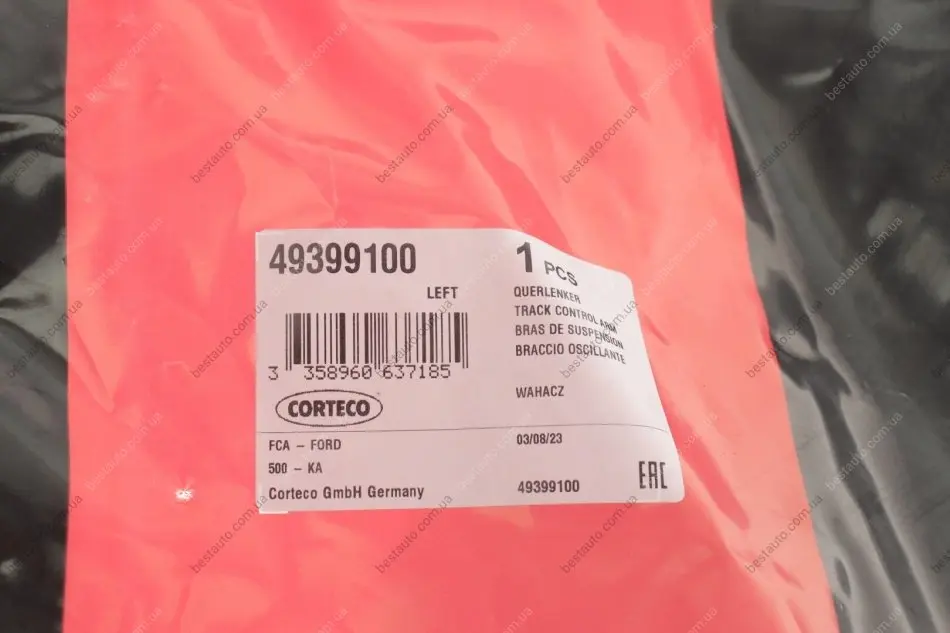 49399100
1 PCS
LEFT
QUERLENKER
TRACK CONTROL ARM
BRAS DE SUSPENSION
BRACCIO OSCILLANTE
WAHACZ
3 358960 637185
CORTECO
FCA - FORD
03/08/23
500 - KA
Corteco GmbH Germany
49399100
EAC
bestauto.com.ua